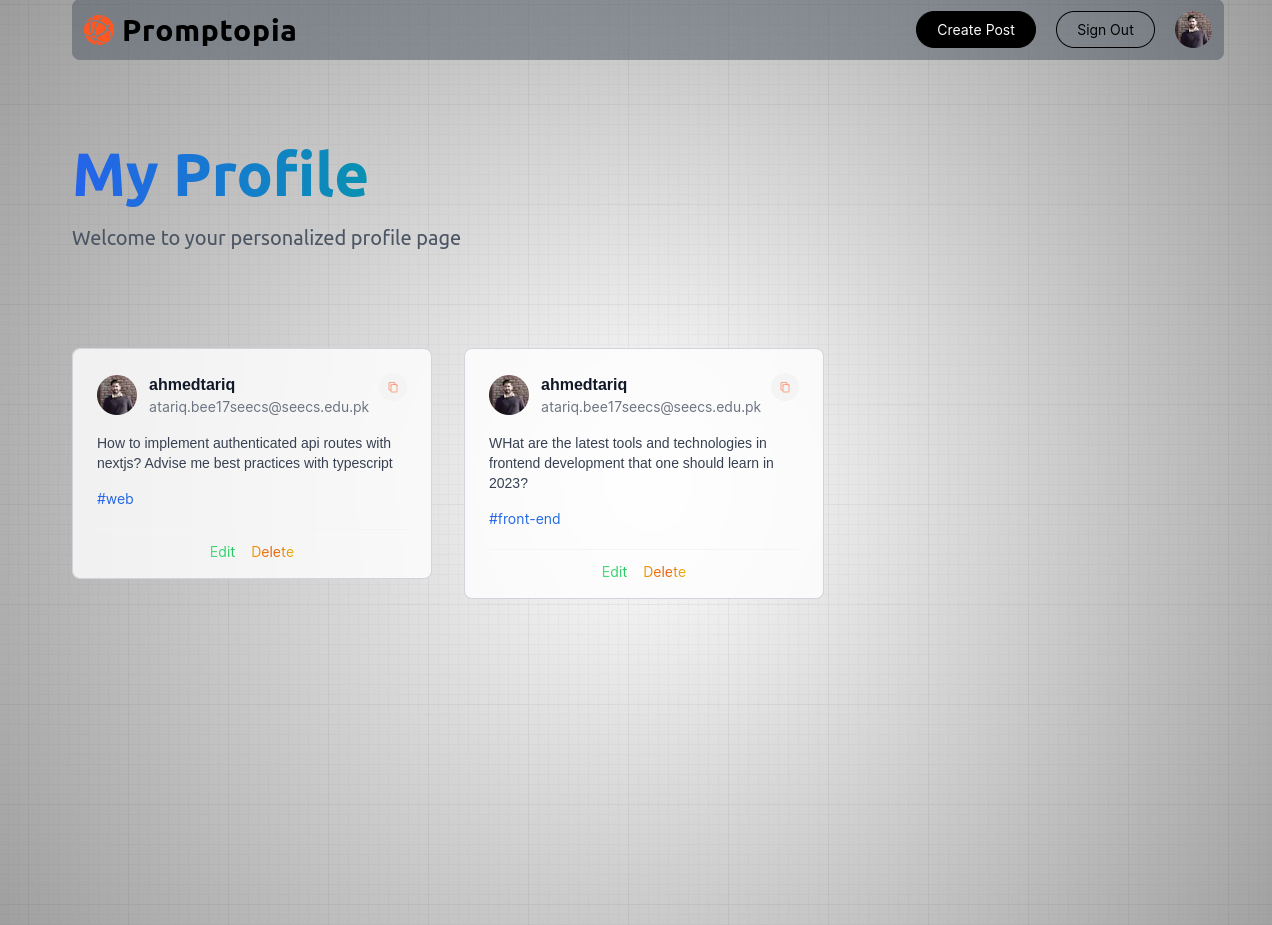 Promptopia
Create Post
Sign Out
My Profile
Welcome to your personalized profile page
ahmedtariq
atariq.bee17seecs@seecs.edu.pk
How to implement authenticated api routes with
nextjs? Advise me best practices with typescript
#web
Edit
Delete
ahmedtariq
atariq.bee17seecs@seecs.edu.pk
WHat are the latest tools and technologies in
frontend development that one should learn in
2023?
#front-end
Edit
Delete